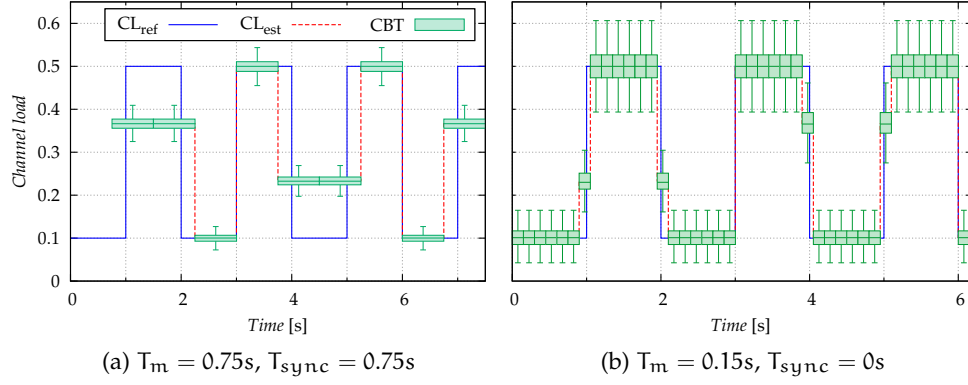 CL_ref CL_est CBT
0.6
0.5
0.4
0.3
0.2
0.1
0
Channel load
0 2 4 6
Time [s]
0 2 4 6
Time [s]
(a) T_m = 0.75s, T_sync = 0.75s
(b) T_m = 0.15s, T_sync = 0s